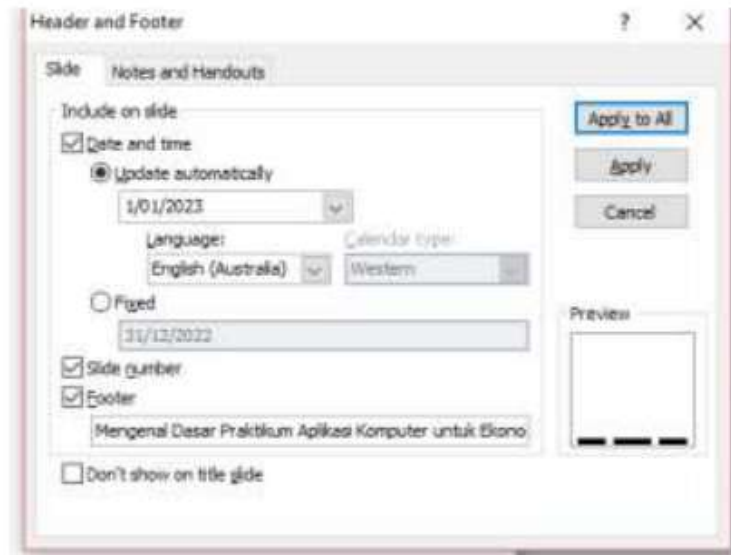 Header and Footer ? ×
Slide Notes and Handouts
Include on slide
Date and time
Update automatically
1/01/2023
Language: Calendar type:
English (Australia) Western
Fixed
31/12/2022
Slide number
Footer
Mengenal Dasar Praktikum Aplikasi Komputer untuk Ekono
Don't show on title slide
Apply to All
Apply
Cancel
Preview